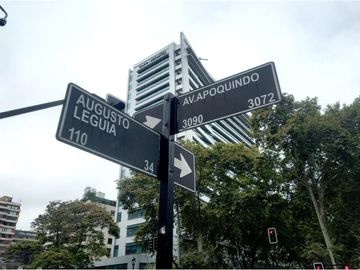 AUGUSTO
LEGUIA
110 34
AV. APOQUINDO
3090 3072